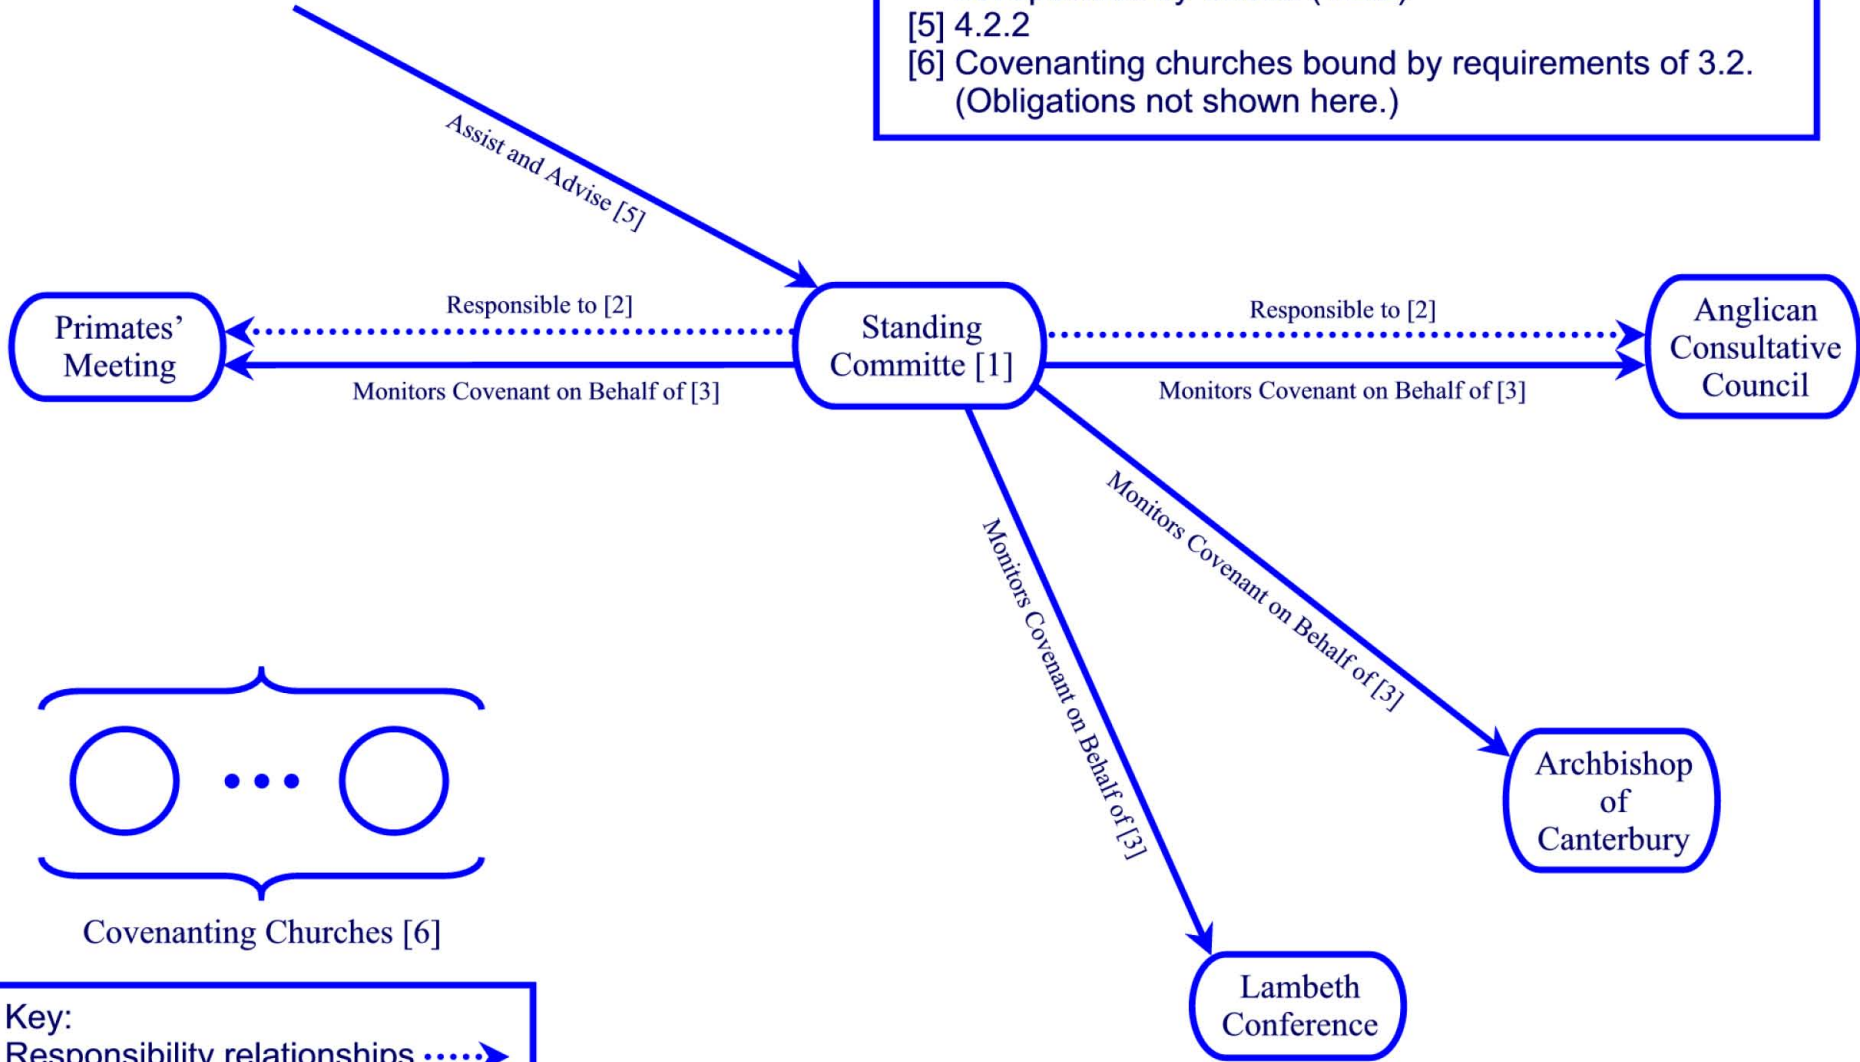 [5] 4.2.2
[6] Covenanting churches bound by requirements of 3.2.
(Obligations not shown here.)
Assist and Advise [5]
Responsible to [2]
Responsible to [2]
Primates’
Meeting
Standing
Committe [1]
Anglican
Consultative
Council
Monitors Covenant on Behalf of [3]
Monitors Covenant on Behalf of [3]
Monitors Covenant on Behalf of [3]
Monitors Covenant on Behalf of [3]
Archbishop
of
Canterbury
Covenanting Churches [6]
Lambeth
Conference
Key:
Responsibility relationships